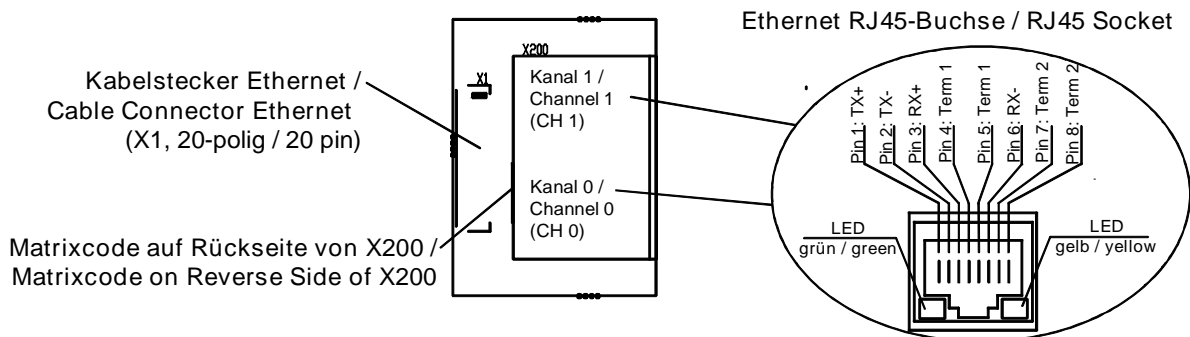 Ethernet RJ45-Buchse / RJ45 Socket
X200
X1
Kabelstecker Ethernet /
Cable Connector Ethernet
(X1, 20-polig / 20 pin)
Kanal 1 /
Channel 1
(CH 1)
Kanal 0 /
Channel 0
(CH 0)
Matrixcode auf Rückseite von X200 /
Matrixcode on Reverse Side of X200
Pin 1: TX+
Pin 2: TX-
Pin 3: RX+
Pin 4: Term 1
Pin 5: Term 1
Pin 6: RX-
Pin 7: Term 2
Pin 8: Term 2
LED
grün / green
LED
gelb / yellow